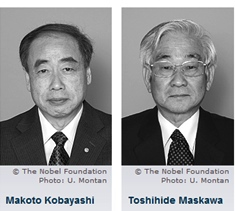 © The Nobel Foundation
Photo: U. Montan
Makoto Kobayashi
© The Nobel Foundation
Photo: U. Montan
Toshihide Maskawa